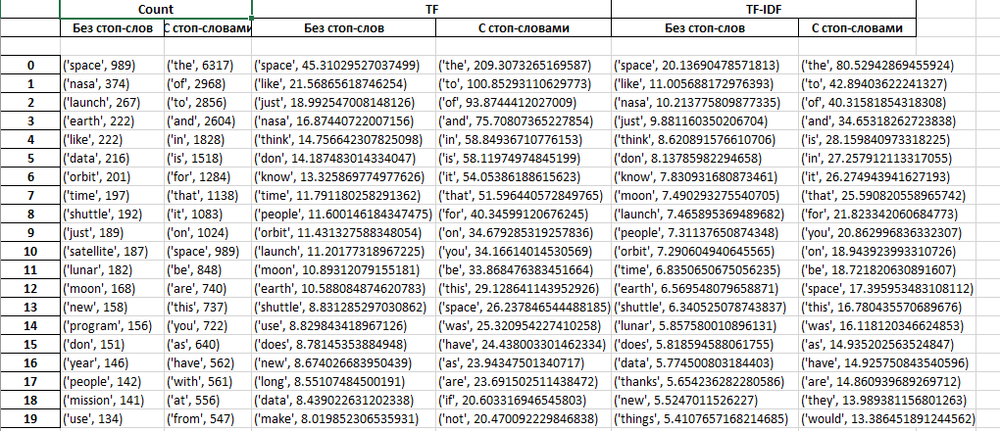 Count TF TF-IDF
Без стоп-слов С стоп-словами Без стоп-слов С стоп-словами Без стоп-слов С стоп-словами
0 ('space', 989) ('the', 6317) ('space', 45.31029527037499) ('the', 209.3073265169587) ('space', 20.13690478571813) ('the', 80.52942869455924)
1 ('nasa', 374) ('of', 2968) ('like', 21.56865618746254) ('to', 100.85293110629773) ('like', 11.005688172976393) ('to', 42.89403622241327)
2 ('launch', 267) ('to', 2856) ('just', 18.992547008148126) ('of', 93.8744412027009) ('nasa', 10.213775809877335) ('of', 40.31581854318308)
3 ('earth', 222) ('and', 2604) ('nasa', 16.87440722007156) ('and', 75.70807365227854) ('just', 9.881160350206704) ('and', 34.65318262723838)
4 ('like', 222) ('in', 1828) ('think', 14.756642307825098) ('in', 58.84936710776153) ('think', 8.620891576610706) ('is', 28.159840973318225)
5 ('data', 216) ('is', 1518) ('don', 14.187483014334047) ('is', 58.11974974845199) ('don', 8.13785982294658) ('in', 27.257912113317055)
6 ('orbit', 201) ('for', 1284) ('know', 13.325869774977626) ('it', 54.05386188615623) ('know', 7.830931680873461) ('it', 26.274943941627193)
7 ('time', 197) ('that', 1138) ('time', 11.791180258291362) ('that', 51.596440572849765) ('moon', 7.490293275540705) ('that', 25.590820558965742)
8 ('shuttle', 192) ('it', 1083) ('people', 11.600146184347475) ('for', 40.34599120676245) ('launch', 7.465895369489682) ('for', 21.823342060684773)
9 ('just', 189) ('on', 1024) ('orbit', 11.431327588348054) ('on', 34.679285319257836) ('people', 7.31137650874348) ('you', 20.862996836332307)
10 ('satellite', 187) ('space', 989) ('launch', 11.20177318967225) ('you', 34.16614014530569) ('orbit', 7.290604940645565) ('on', 18.943923993310726)
11 ('lunar', 182) ('be', 848) ('moon', 10.89312079155181) ('be', 33.868476383451664) ('time', 6.8350650675056235) ('be', 18.721820630891607)
12 ('moon', 168) ('are', 740) ('earth', 10.588084874620783) ('this', 29.128641143952926) ('earth', 6.569548079658871) ('space', 17.395953483108112)
13 ('new', 158) ('this', 737) ('shuttle', 8.831285297030862) ('space', 26.237846544488185) ('shuttle', 6.340525078743837) ('this', 16.780435570689676)
14 ('program', 156) ('you', 722) ('use', 8.829843418967126) ('was', 25.320954227410258) ('lunar', 5.857580010896131) ('was', 16.118120346624853)
15 ('don', 151) ('as', 640) ('does', 8.78145353884948) ('have', 24.438003301462334) ('does', 5.818594588061755) ('as', 14.935202563524847)
16 ('year', 146) ('have', 562) ('new', 8.674026683950439) ('as', 23.94347501340717) ('data', 5.774500803184403) ('have', 14.925750843540596)
17 ('people', 142) ('with', 561) ('long', 8.55107484500191) ('are', 23.691502511438472) ('thanks', 5.654236282280586) ('are', 14.860939689269712)
18 ('mission', 141) ('at', 556) ('data', 8.439022631202338) ('if', 20.603316946545803) ('new', 5.5247011526227) ('they', 13.989381156801263)
19 ('use', 134) ('from', 547) ('make', 8.019852306535931) ('not', 20.470092229846838) ('things', 5.4107657168214685) ('would', 13.386451891244562)